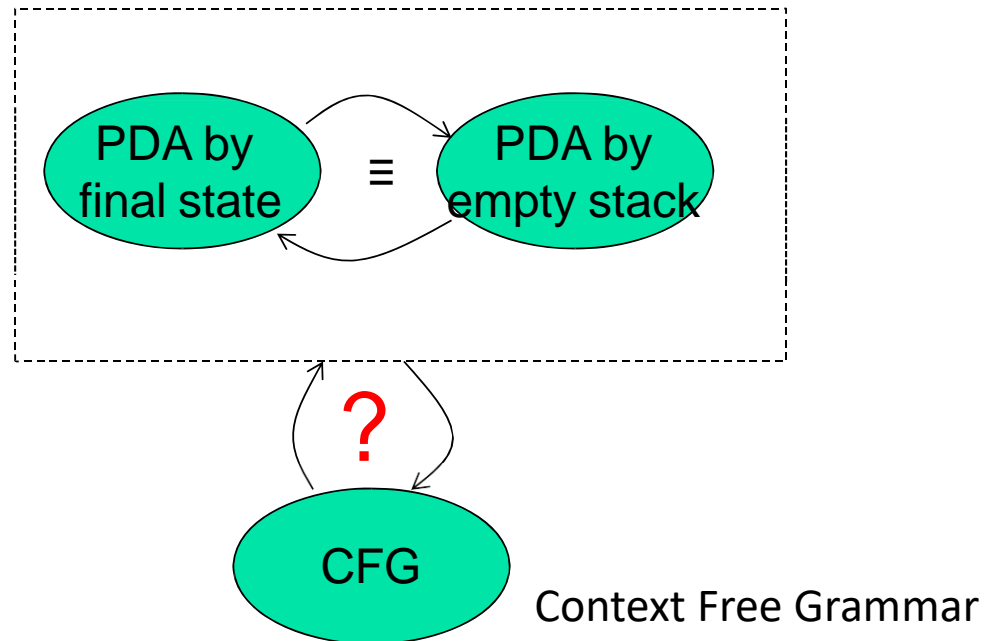 PDA by
final state
≡
PDA by
empty stack
?
CFG
Context Free Grammar